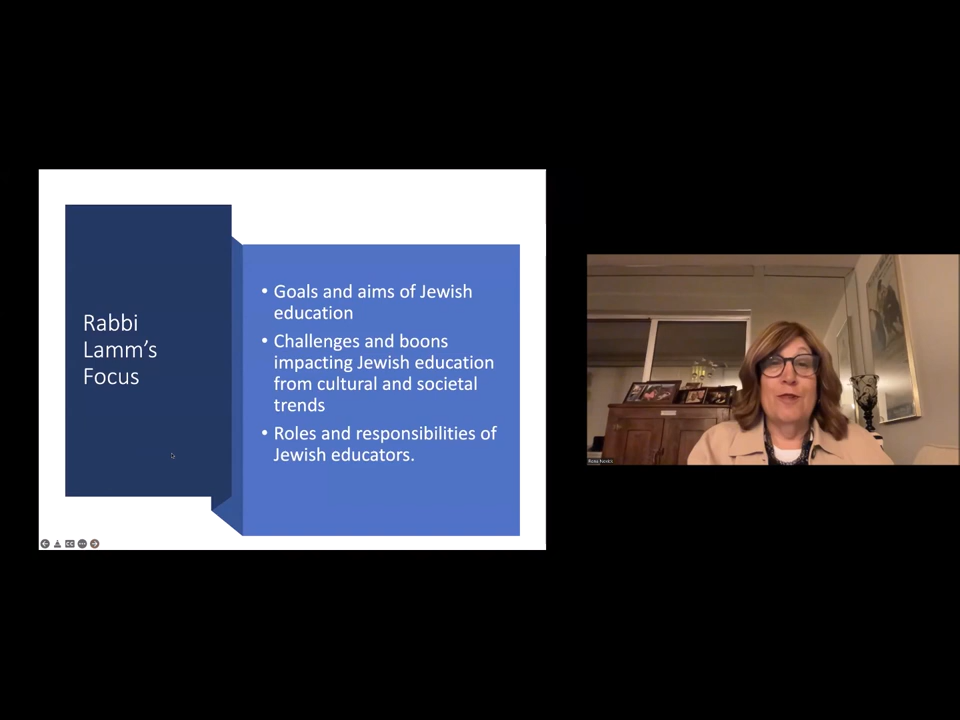 Rabbi
Lamm's
Focus
• Goals and aims of Jewish
education
• Challenges and boons
impacting Jewish education
from cultural and societal
trends
• Roles and responsibilities of
Jewish educators.